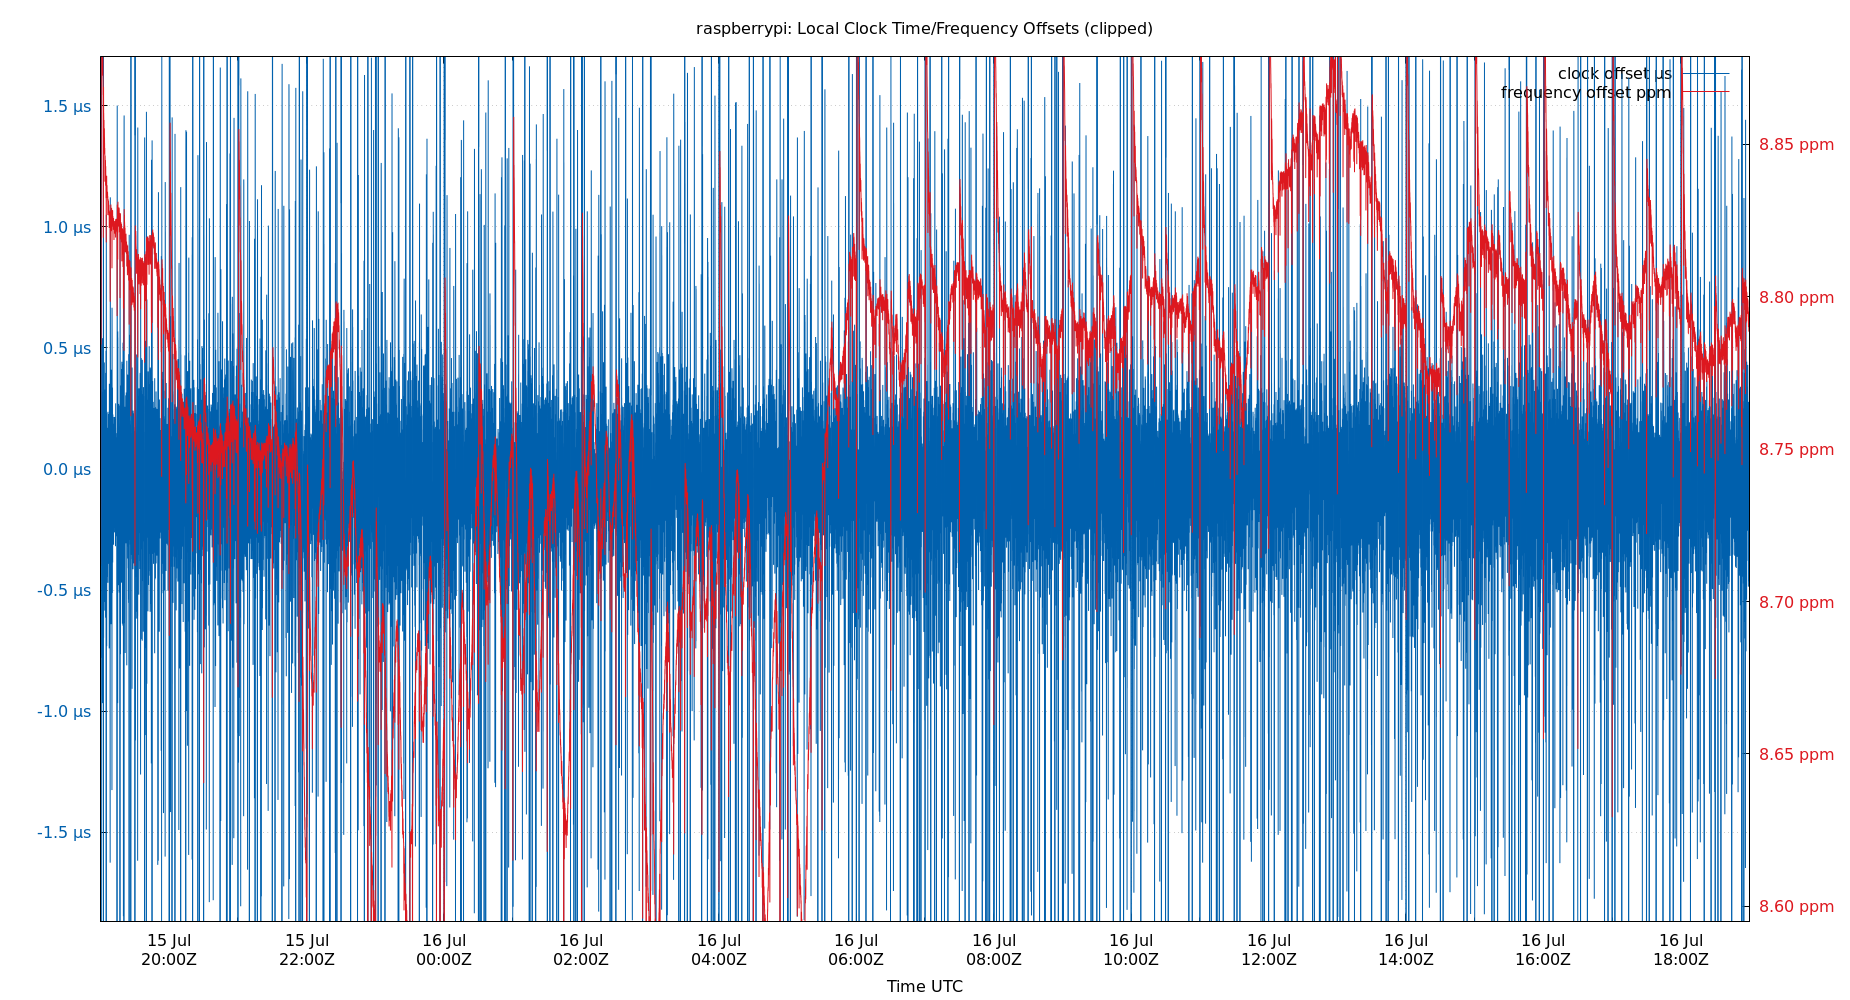 raspberrypi: Local Clock Time/Frequency Offsets (clipped)
clock offset µs
frequency offset ppm
1.5 µs
1.0 µs
0.5 µs
0.0 µs
-0.5 µs
-1.0 µs
-1.5 µs
8.85 ppm
8.80 ppm
8.75 ppm
8.70 ppm
8.65 ppm
8.60 ppm
15 Jul 15 Jul 16 Jul 16 Jul 16 Jul 16 Jul 16 Jul 16 Jul 16 Jul 16 Jul 16 Jul 16 Jul
20:00Z 22:00Z 00:00Z 02:00Z 04:00Z 06:00Z 08:00Z 10:00Z 12:00Z 14:00Z 16:00Z 18:00Z
Time UTC